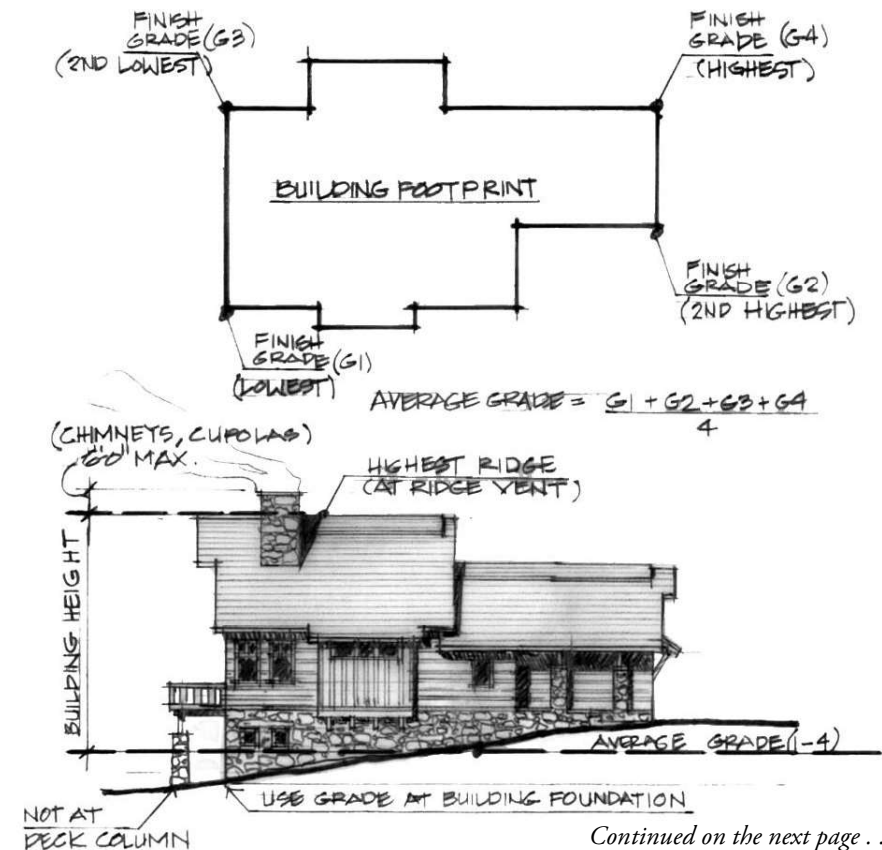 FINISH
GRADE (G3)
(2ND LOWEST)
FINISH
GRADE (G4)
(HIGHEST)
BUILDING FOOTPRINT
FINISH
GRADE (G2)
(2ND HIGHEST)
FINISH
GRADE (G1)
(LOWEST)
AVERAGE GRADE = G1 + G2 + G3 + G4
4
(CHIMNEYS, CUPOLAS)
MAX.
HIGHEST RIDGE
(AT RIDGE VENT)
BUILDING HEIGHT
AVERAGE GRADE (1-4)
USE GRADE AT BUILDING FOUNDATION
NOT AT
DECK COLUMN
Continued on the next page . .